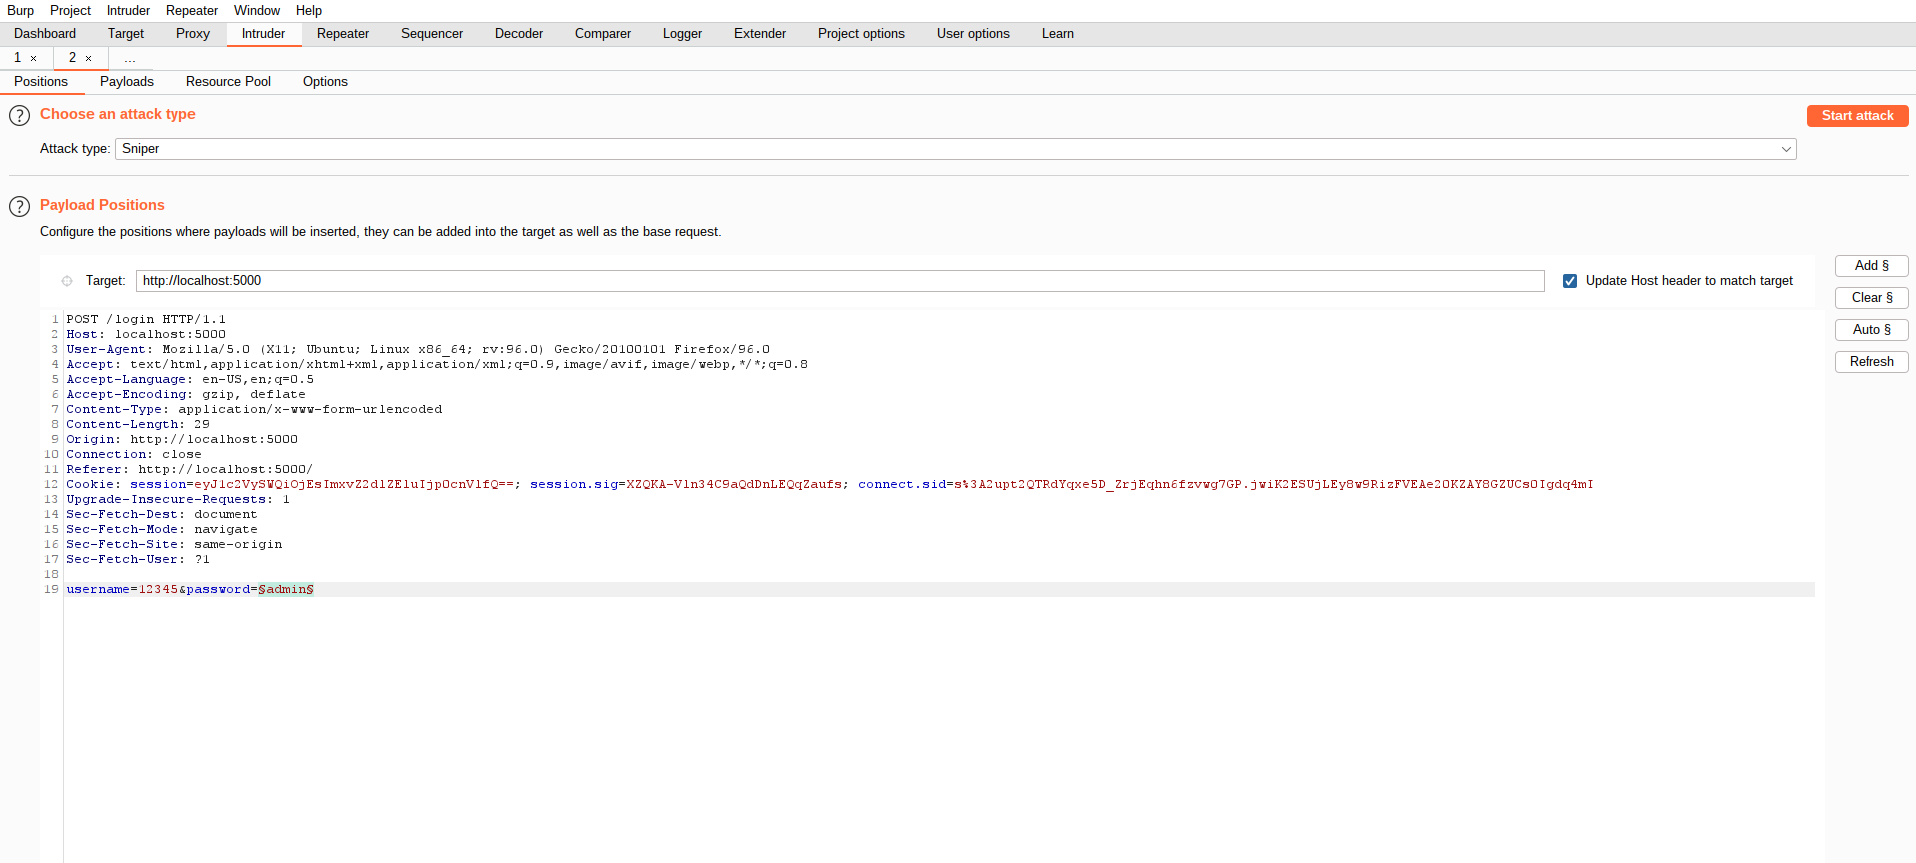 Burp Project Intruder Repeater Window Help
Dashboard Target Proxy Intruder Repeater Sequencer Decoder Comparer Logger Extender Project options User options Learn
1 × 2 × ...
Positions Payloads Resource Pool Options
? Choose an attack type Start attack
Attack type: Sniper
? Payload Positions
Configure the positions where payloads will be inserted, they can be added into the target as well as the base request.
Target: http://localhost:5000 Update Host header to match target
Add §
Clear §
Auto §
Refresh
1 POST /login HTTP/1.1
2 Host: localhost:5000
3 User-Agent: Mozilla/5.0 (X11; Ubuntu; Linux x86_64; rv:96.0) Gecko/20100101 Firefox/96.0
4 Accept: text/html,application/xhtml+xml,application/xml;q=0.9,image/avif,image/webp,*/*;q=0.8
5 Accept-Language: en-US,en;q=0.5
6 Accept-Encoding: gzip, deflate
7 Content-Type: application/x-www-form-urlencoded
8 Content-Length: 29
9 Origin: http://localhost:5000
10 Connection: close
11 Referer: http://localhost:5000/
12 Cookie: session=eyJ1c2VySWQiOjEsImxvZ2dlZEluIjp0cnVlfQ==; session.sig=XZQKA-Vln34C9aQdDnLEQqZaufs; connect.sid=s%3A2upt2QTRdYqxe5D_ZrjEqhn6fzvwg7GP.jwiK2ESUjLEy8w9RizFVEAe2OKZAY8GZUCsOIgdq4mI
13 Upgrade-Insecure-Requests: 1
14 Sec-Fetch-Dest: document
15 Sec-Fetch-Mode: navigate
16 Sec-Fetch-Site: same-origin
17 Sec-Fetch-User: ?1
18
19 username=12345&password=§admin§